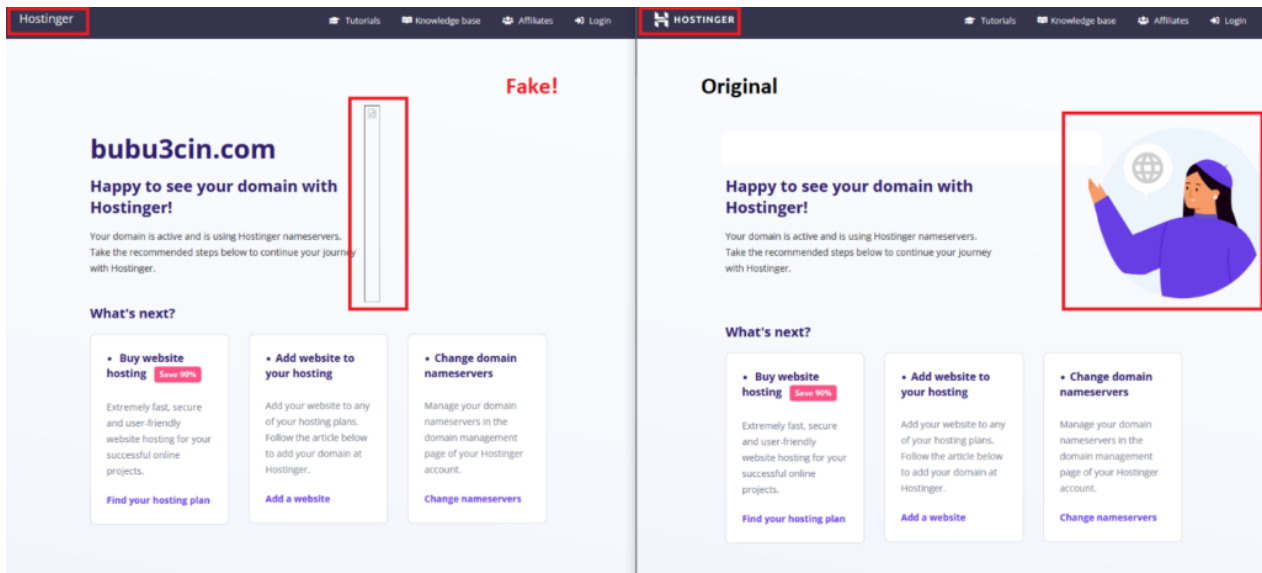 Hostinger
Tutorials Knowledge base Affiliates Login
Fake!
bubu3cin.com
Happy to see your domain with
Hostinger!
Your domain is active and is using Hostinger nameservers.
Take the recommended steps below to continue your journey
with Hostinger.
What's next?
• Buy website
hosting Save 90%
Extremely fast, secure
and user-friendly
website hosting for your
successful online
projects.
Find your hosting plan
• Add website to
your hosting
Add your website to any
of your hosting plans.
Follow the article below
to add your domain at
Hostinger.
Add a website
• Change domain
nameservers
Manage your domain
nameservers in the
domain management
page of your Hostinger
account.
Change nameservers
HOSTINGER
Tutorials Knowledge base Affiliates Login
Original
Happy to see your domain with
Hostinger!
Your domain is active and is using Hostinger nameservers.
Take the recommended steps below to continue your journey
with Hostinger.
What's next?
• Buy website
hosting Save 90%
Extremely fast, secure
and user-friendly
website hosting for your
successful online
projects.
Find your hosting plan
• Add website to
your hosting
Add your website to any
of your hosting plans.
Follow the article below
to add your domain at
Hostinger.
Add a website
• Change domain
nameservers
Manage your domain
nameservers in the
domain management
page of your Hostinger
account.
Change nameservers